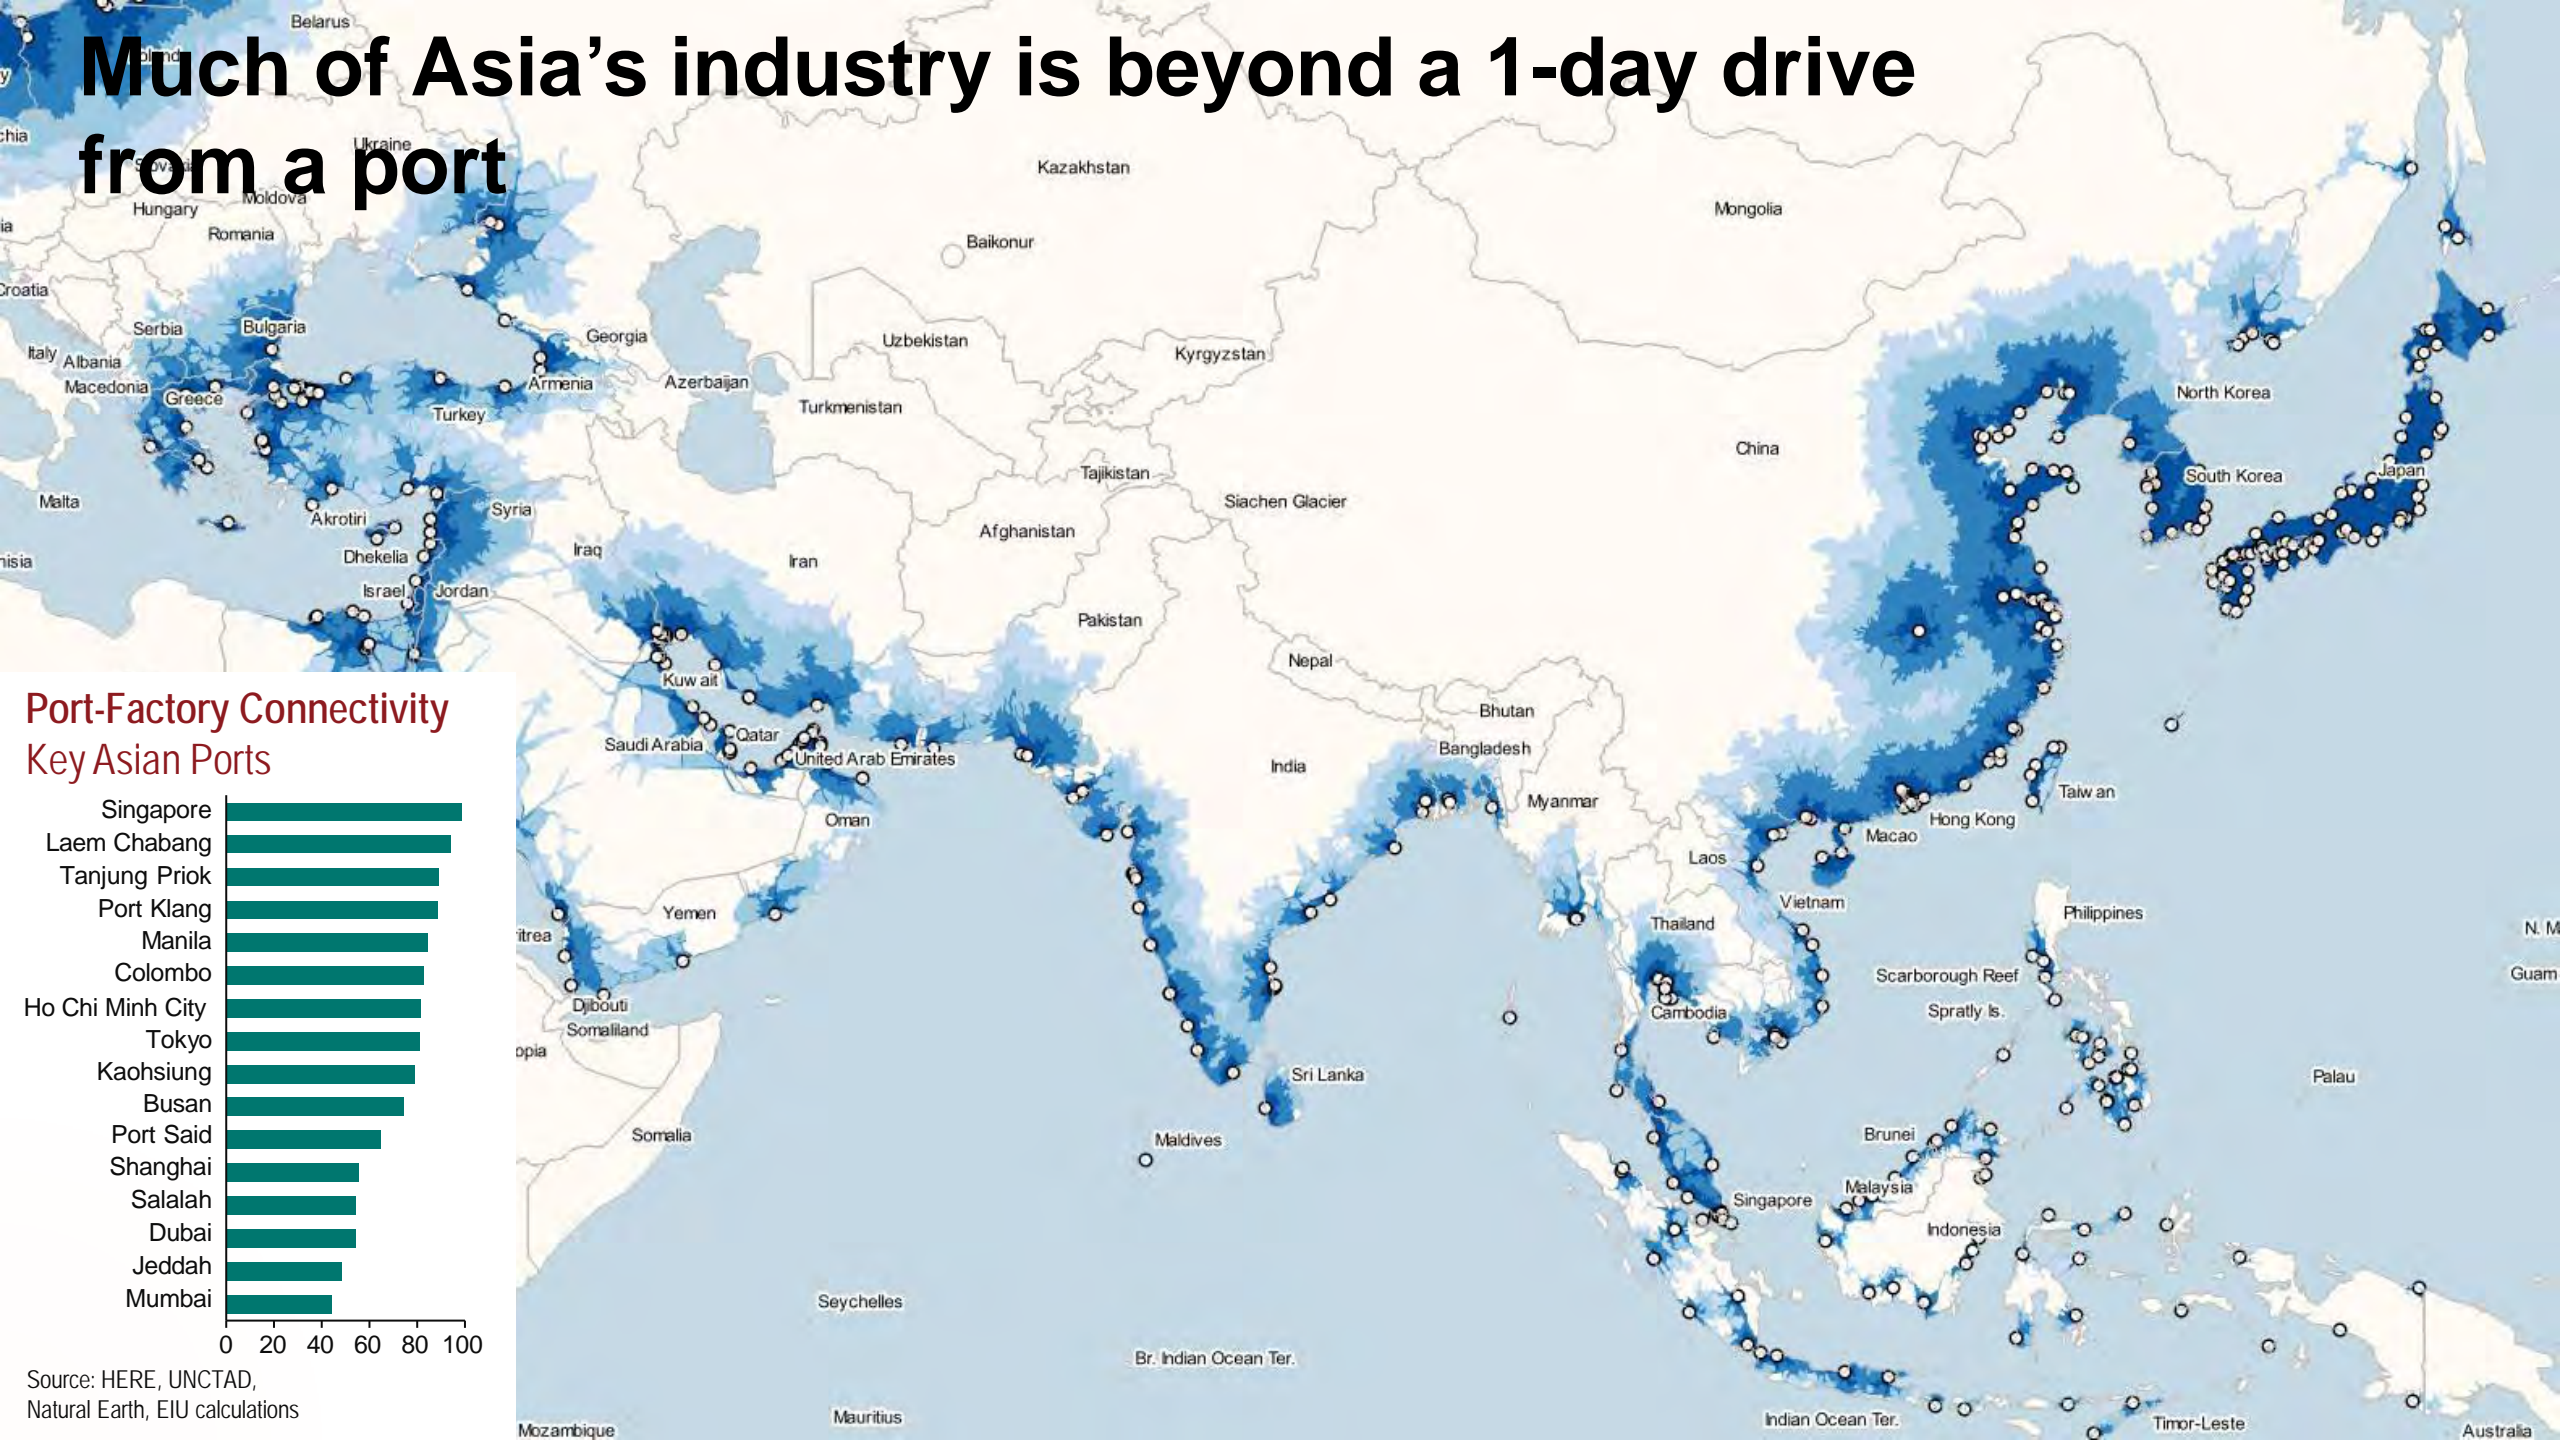 Much of Asia's industry is beyond a 1-day drive
from a port
Belarus
Ukraine
Moldova
Hungary
Romania
Croatia
Serbia
Bulgaria
Italy
Albania
Macedonia
Greece
Georgia
Armenia
Azerbaijan
Turkey
Malta
Akrotiri
Syria
Dhekelia
Israel
Jordan
Iraq
Iran
Kazakhstan
Baikonur
Uzbekistan
Kyrgyzstan
Turkmenistan
Tajikistan
Afghanistan
Siachen Glacier
Pakistan
Mongolia
China
North Korea
South Korea
Japan
Kuwait
Saudi Arabia
Qatar
United Arab Emirates
Oman
Yemen
Djibouti
Somaliland
Somalia
Nepal
Bhutan
Bangladesh
India
Myanmar
Laos
Thailand
Vietnam
Cambodia
Macao
Hong Kong
Taiwan
Philippines
Scarborough Reef
Spratly Is.
N. M
Guam
Palau
Sri Lanka
Maldives
Brunei
Malaysia
Singapore
Indonesia
Seychelles
Br. Indian Ocean Ter.
Mauritius
Mozambique
Indian Ocean Ter.
Timor-Leste
Australia
Port-Factory Connectivity
Key Asian Ports
Singapore
Laem Chabang
Tanjung Priok
Port Klang
Manila
Colombo
Ho Chi Minh City
Tokyo
Kaohsiung
Busan
Port Said
Shanghai
Salalah
Dubai
Jeddah
Mumbai
0 20 40 60 80 100
Source: HERE, UNCTAD,
Natural Earth, EIU calculations